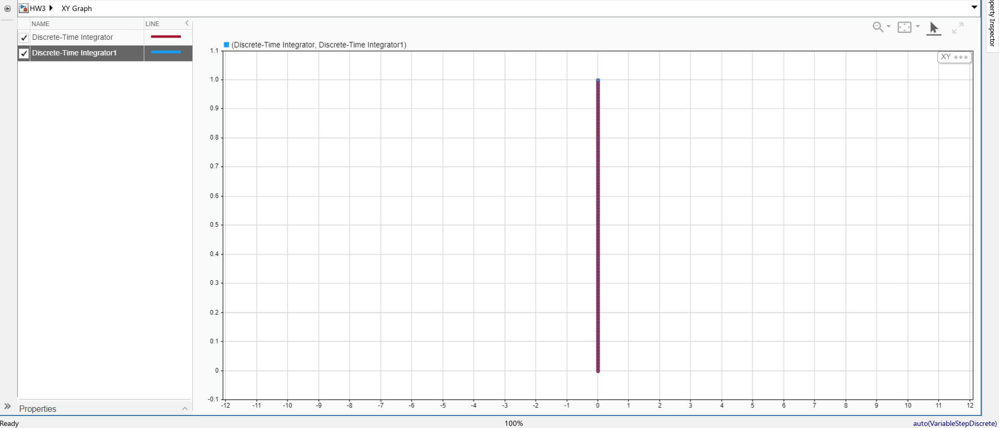 HW3 XY Graph
NAME LINE
Discrete-Time Integrator
Discrete-Time Integrator1
(Discrete-Time Integrator, Discrete-Time Integrator1)
XY
1.1
1.0
0.9
0.8
0.7
0.6
0.5
0.4
0.3
0.2
0.1
0
-0.1
-12 -11 -10 -9 -8 -7 -6 -5 -4 -3 -2 -1 0 1 2 3 4 5 6 7 8 9 10 11 12
Properties
Ready 100% auto(VariableStepDiscrete)
Inspector